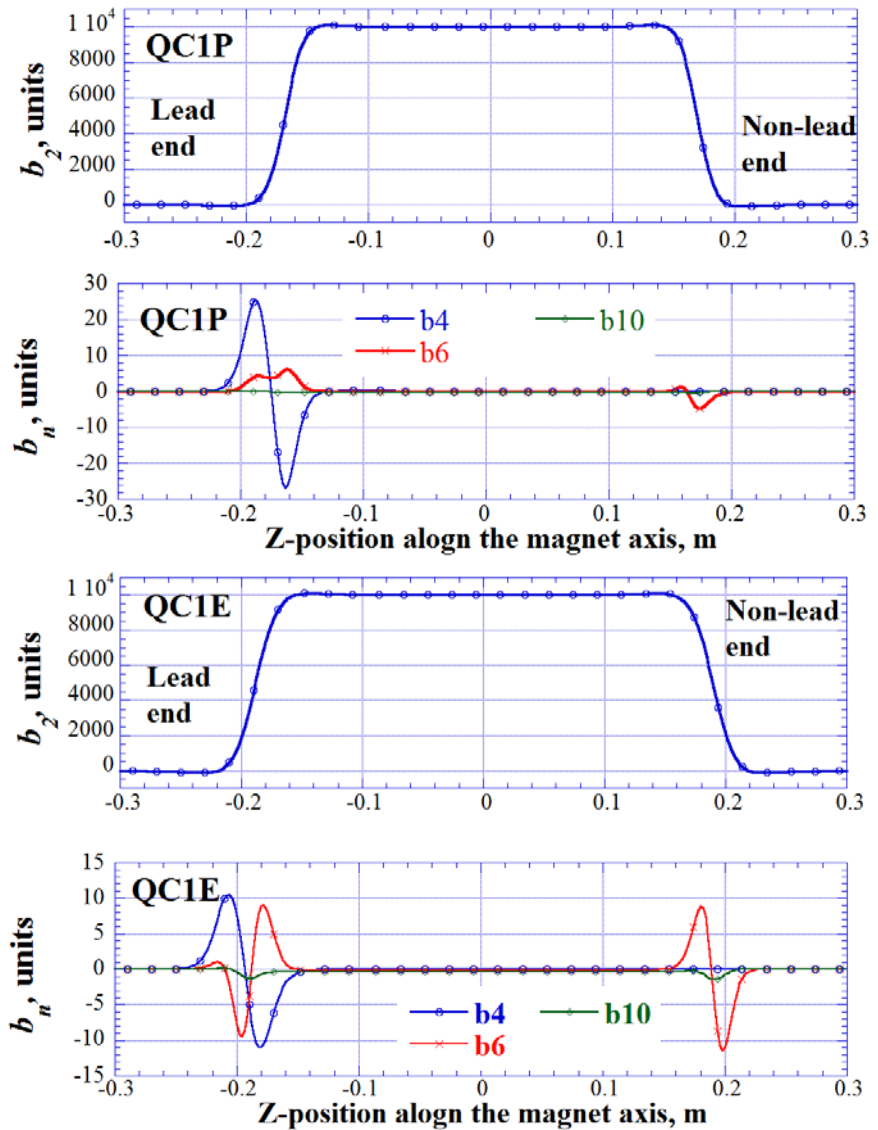 1 10⁴
QC1P
8000
b₂, units
6000
Lead end
Non-lead end
4000
2000
0
-0.3 -0.2 -0.1 0 0.1 0.2 0.3
30
QC1P
b4
b10
20
b6
10
bₙ, units
0
-10
-20
-30
-0.3 -0.2 -0.1 0 0.1 0.2 0.3
Z-position alogn the magnet axis, m
1 10⁴
QC1E
Non-lead end
8000
b₂, units
6000
Lead end
4000
2000
0
-0.3 -0.2 -0.1 0 0.1 0.2 0.3
15
QC1E
10
5
bₙ, units
0
-5
b4
b10
-10
b6
-15
-0.3 -0.2 -0.1 0 0.1 0.2 0.3
Z-position alogn the magnet axis, m